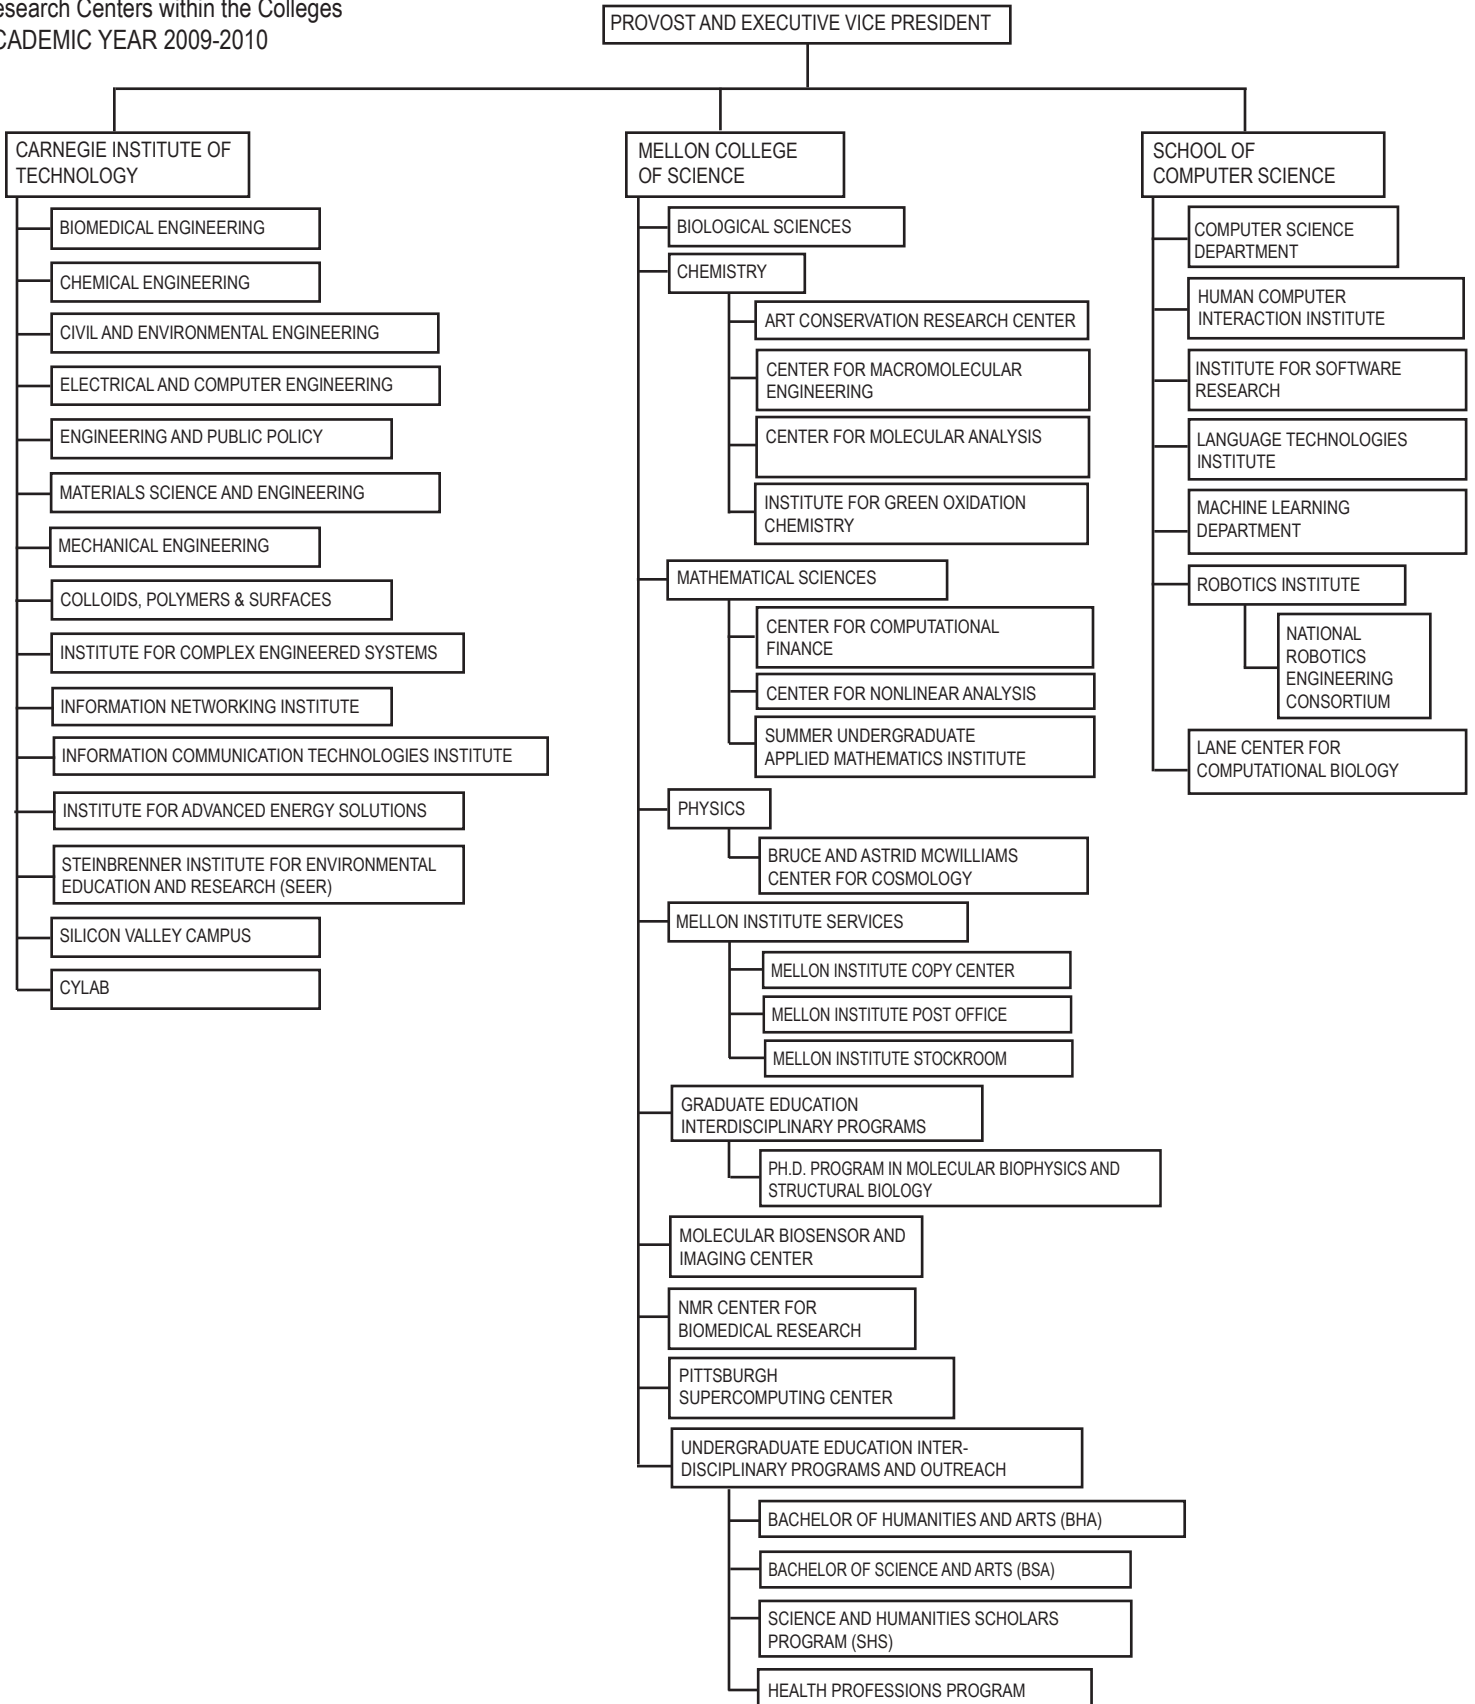 esearch Centers within the Colleges
CADEMIC YEAR 2009-2010
PROVOST AND EXECUTIVE VICE PRESIDENT
CARNEGIE INSTITUTE OF
TECHNOLOGY
BIOMEDICAL ENGINEERING
CHEMICAL ENGINEERING
CIVIL AND ENVIRONMENTAL ENGINEERING
ELECTRICAL AND COMPUTER ENGINEERING
ENGINEERING AND PUBLIC POLICY
MATERIALS SCIENCE AND ENGINEERING
MECHANICAL ENGINEERING
COLLOIDS, POLYMERS & SURFACES
INSTITUTE FOR COMPLEX ENGINEERED SYSTEMS
INFORMATION NETWORKING INSTITUTE
INFORMATION COMMUNICATION TECHNOLOGIES INSTITUTE
INSTITUTE FOR ADVANCED ENERGY SOLUTIONS
STEINBRENNER INSTITUTE FOR ENVIRONMENTAL
EDUCATION AND RESEARCH (SEER)
SILICON VALLEY CAMPUS
CYLAB
MELLON COLLEGE
OF SCIENCE
BIOLOGICAL SCIENCES
CHEMISTRY
ART CONSERVATION RESEARCH CENTER
CENTER FOR MACROMOLECULAR
ENGINEERING
CENTER FOR MOLECULAR ANALYSIS
INSTITUTE FOR GREEN OXIDATION
CHEMISTRY
MATHEMATICAL SCIENCES
CENTER FOR COMPUTATIONAL
FINANCE
CENTER FOR NONLINEAR ANALYSIS
SUMMER UNDERGRADUATE
APPLIED MATHEMATICS INSTITUTE
PHYSICS
BRUCE AND ASTRID MCWILLIAMS
CENTER FOR COSMOLOGY
MELLON INSTITUTE SERVICES
MELLON INSTITUTE COPY CENTER
MELLON INSTITUTE POST OFFICE
MELLON INSTITUTE STOCKROOM
GRADUATE EDUCATION
INTERDISCIPLINARY PROGRAMS
PH.D. PROGRAM IN MOLECULAR BIOPHYSICS AND
STRUCTURAL BIOLOGY
MOLECULAR BIOSENSOR AND
IMAGING CENTER
NMR CENTER FOR
BIOMEDICAL RESEARCH
PITTSBURGH
SUPERCOMPUTING CENTER
UNDERGRADUATE EDUCATION INTER-
DISCIPLINARY PROGRAMS AND OUTREACH
BACHELOR OF HUMANITIES AND ARTS (BHA)
BACHELOR OF SCIENCE AND ARTS (BSA)
SCIENCE AND HUMANITIES SCHOLARS
PROGRAM (SHS)
HEALTH PROFESSIONS PROGRAM
SCHOOL OF
COMPUTER SCIENCE
COMPUTER SCIENCE
DEPARTMENT
HUMAN COMPUTER
INTERACTION INSTITUTE
INSTITUTE FOR SOFTWARE
RESEARCH
LANGUAGE TECHNOLOGIES
INSTITUTE
MACHINE LEARNING
DEPARTMENT
ROBOTICS INSTITUTE
NATIONAL
ROBOTICS
ENGINEERING
CONSORTIUM
LANE CENTER FOR
COMPUTATIONAL BIOLOGY